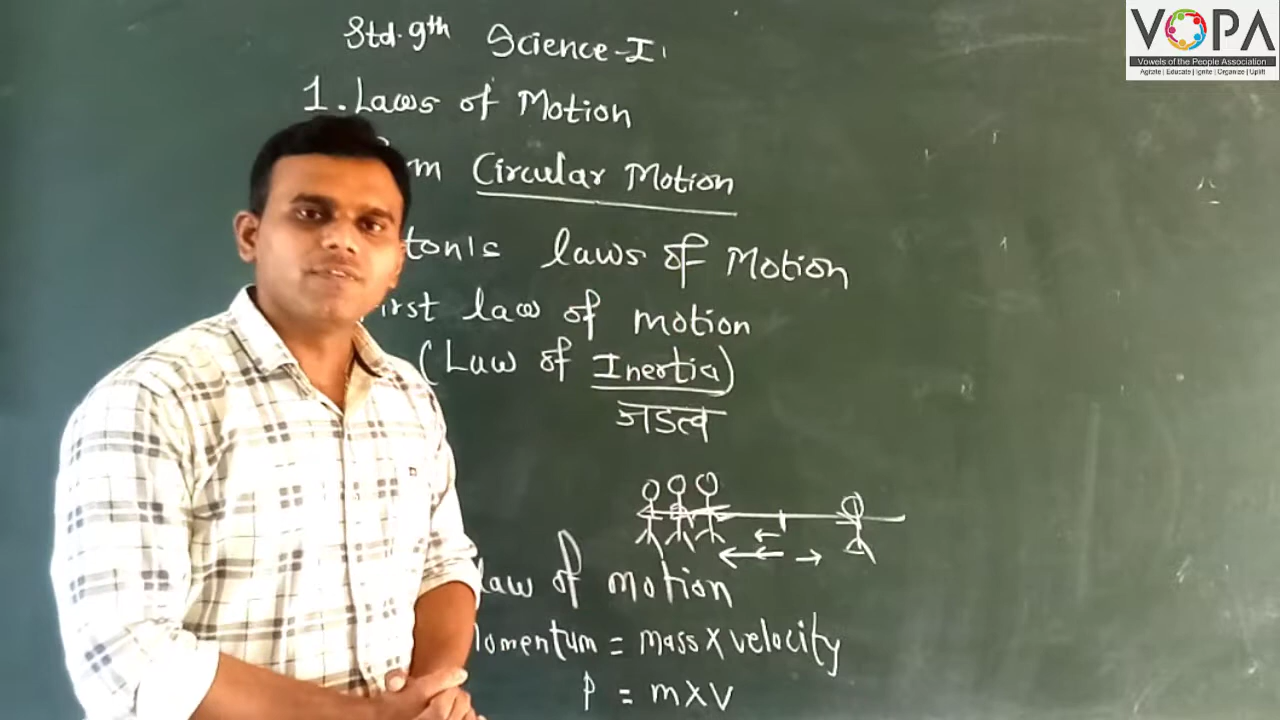 Std. 9th Science-I
1. Laws of Motion
Circular Motion
laws of Motion
law of motion
(Law of Inertia)
जडत्व
law of motion
Momentum = mass x velocity
P = m x v
VOPA
Vowels of the People Association
Agitate | Educate | Ignite | Organize | Uplift